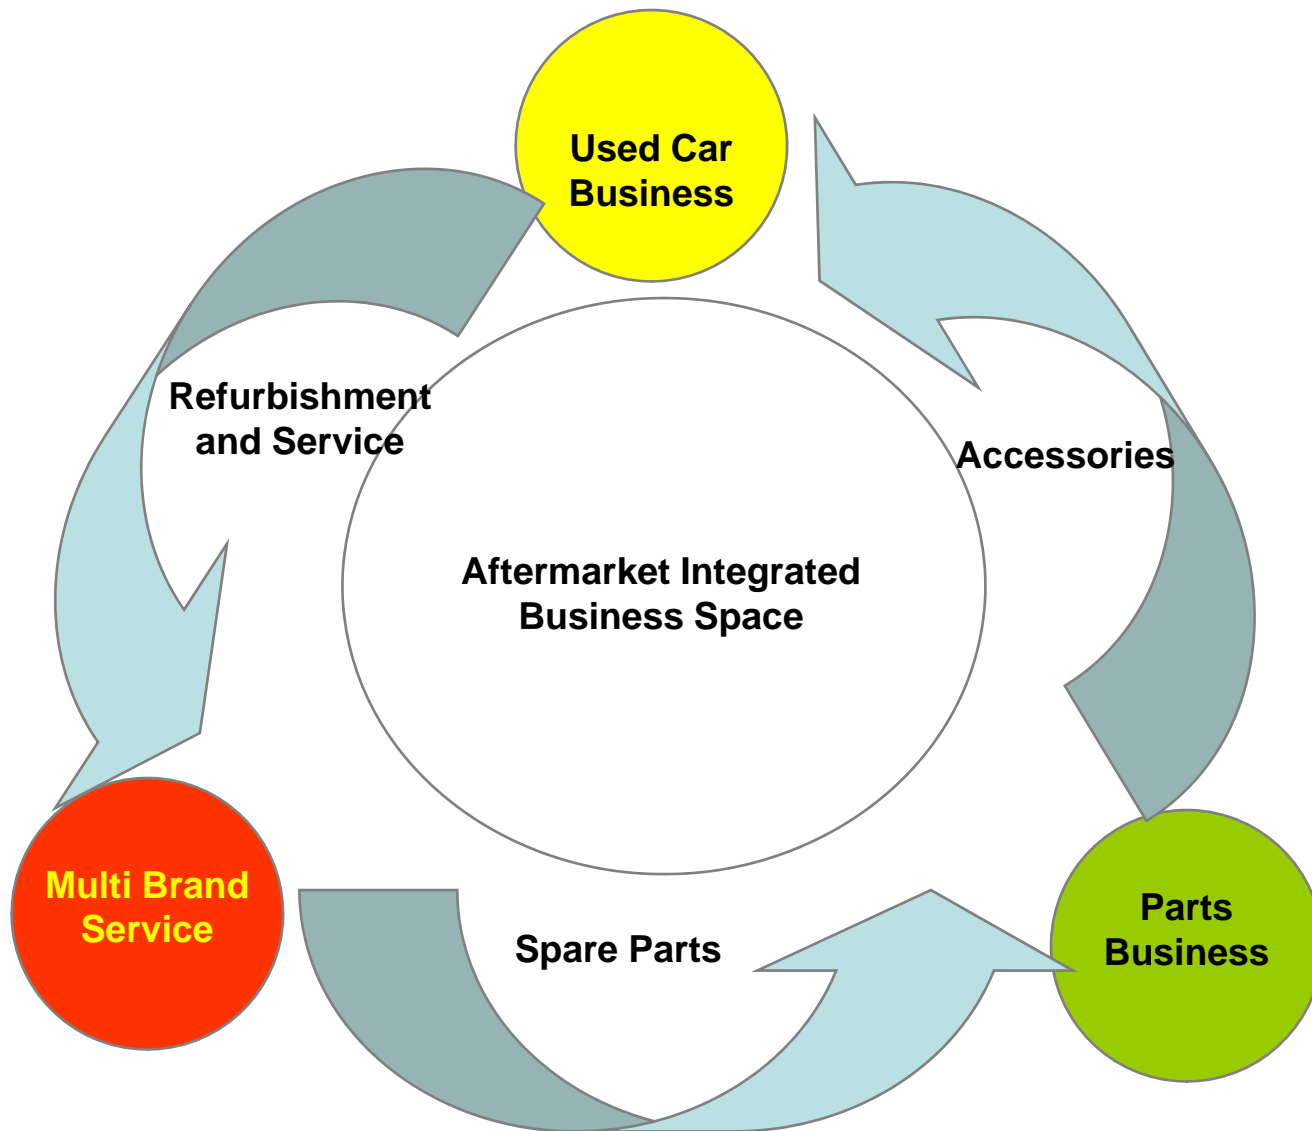 Used Car
Business
Refurbishment
and Service
Accessories
Aftermarket Integrated
Business Space
Multi Brand
Service
Spare Parts
Parts
Business